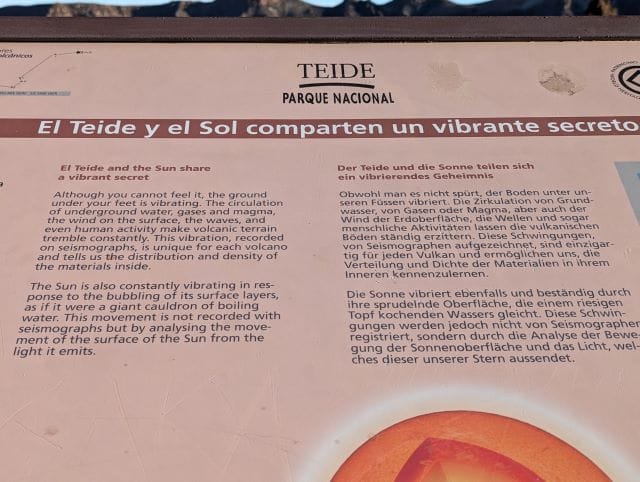 TEIDE
PARQUE NACIONAL
El Teide y el Sol comparten un vibrante secreto
El Teide and the Sun share
a vibrant secret
Although you cannot feel it, the ground
under your feet is vibrating. The circulation
of underground water, gases and magma,
the wind on the surface, the waves, and
even human activity make volcanic terrain
tremble constantly. This vibration, recorded
on seismographs, is unique for each volcano
and tells us the distribution and density of
the materials inside.
The Sun is also constantly vibrating in res-
ponse to the bubbling of its surface layers,
as if it were a giant cauldron of boiling
water. This movement is not recorded with
seismographs but by analysing the move-
ment of the surface of the Sun from the
light it emits.
Der Teide und die Sonne teilen sich
ein vibrierendes Geheimnis
Obwohl man es nicht spürt, der Boden unter un-
seren Füssen vibriert. Die Zirkulation von Grund-
wasser, von Gasen oder Magma, aber auch der
Wind der Erdoberfläche, die Wellen und sogar
menschliche Aktivitäten lassen die vulkanischen
Böden ständig erzittern. Diese Schwingungen,
von Seismographen aufgezeichnet, sind einzigar-
tig für jeden Vulkan und ermöglichen uns, die
Verteilung und Dichte der Materialien in ihrem
Inneren kennenzulernen.
Die Sonne vibriert ebenfalls und beständig durch
ihre sprudelnde Oberfläche, die einem riesigen
Topf kochenden Wassers gleicht. Diese Schwin-
gungen werden jedoch nicht von Seismographen
registriert, sondern durch die Analyse der Bewe-
gung der Sonnenoberfläche und das Licht, wel-
ches dieser unserer Stern aussendet.